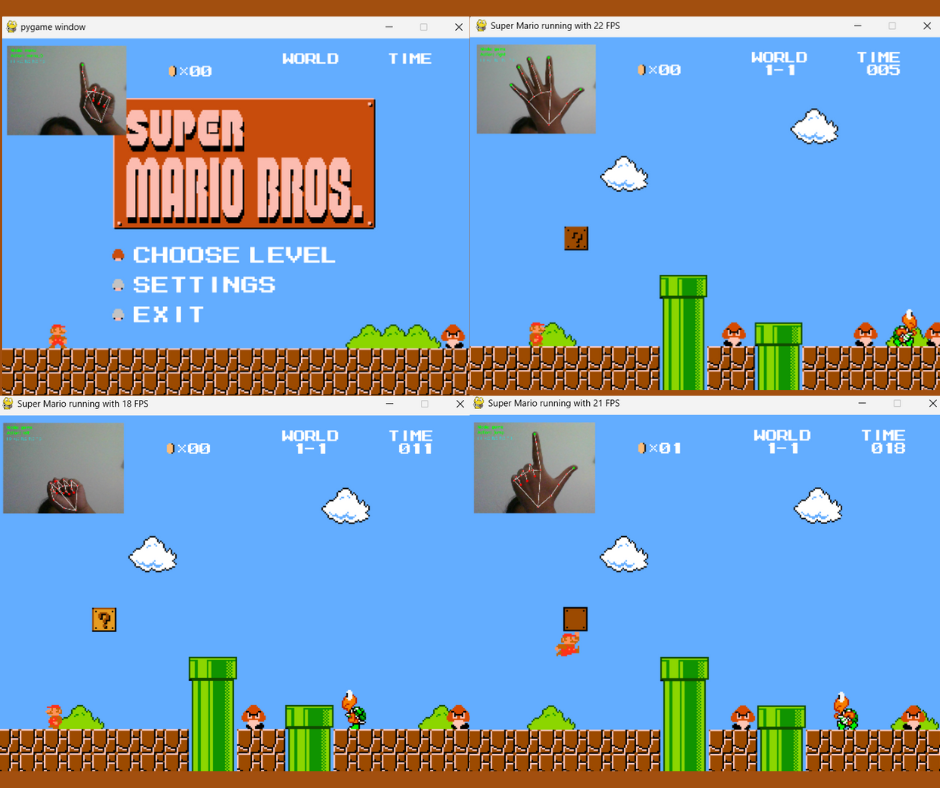 pygame window
WORLD TIME
×00
SUPER
MARIO BROS.
CHOOSE LEVEL
SETTINGS
EXIT
Super Mario running with 22 FPS
WORLD TIME
×00 1-1 005
?
Super Mario running with 18 FPS
WORLD TIME
×00 1-1 011
?
Super Mario running with 21 FPS
WORLD TIME
×01 1-1 018